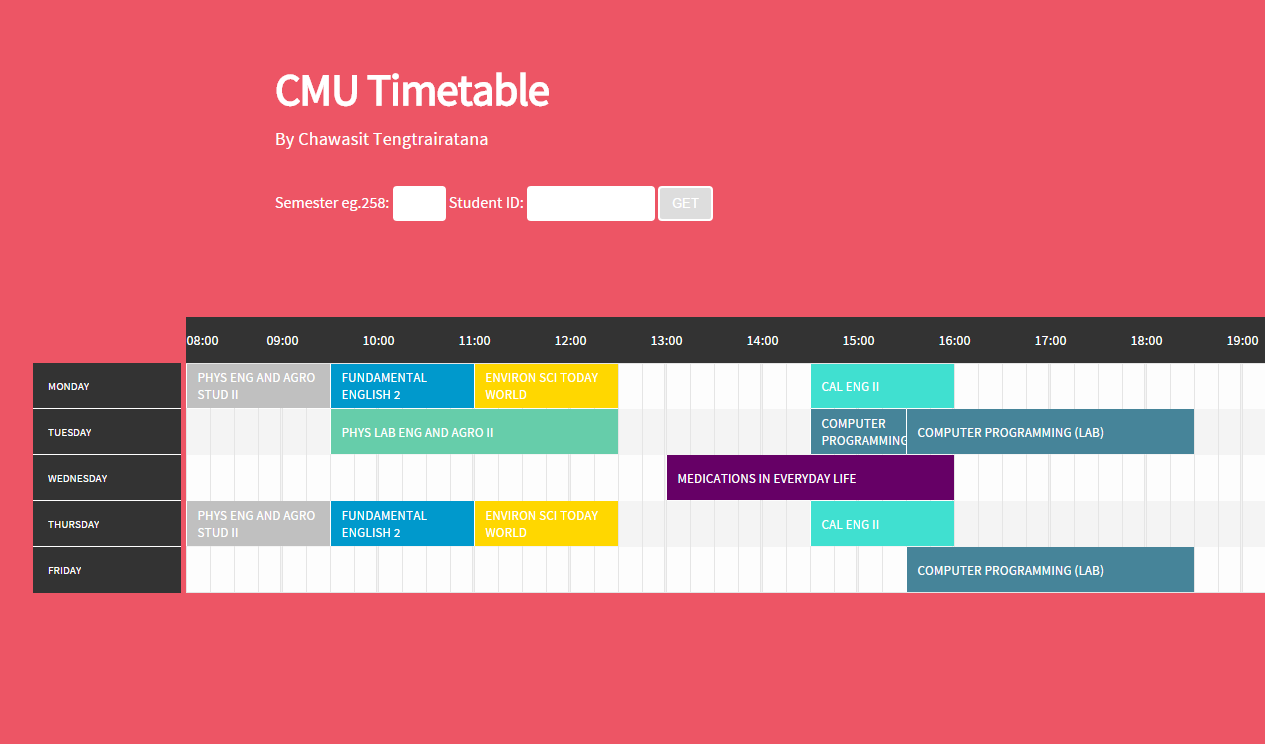 CMU Timetable
By Chawasit Tengtrairatana
Semester eg.258: Student ID: GET
08:00 09:00 10:00 11:00 12:00 13:00 14:00 15:00 16:00 17:00 18:00 19:00
MONDAY
PHYS ENG AND AGRO
STUD II
FUNDAMENTAL
ENGLISH 2
ENVIRON SCI TODAY
WORLD
CAL ENG II
TUESDAY
PHYS LAB ENG AND AGRO II
COMPUTER
PROGRAMMING
COMPUTER PROGRAMMING (LAB)
WEDNESDAY
MEDICATIONS IN EVERYDAY LIFE
THURSDAY
PHYS ENG AND AGRO
STUD II
FUNDAMENTAL
ENGLISH 2
ENVIRON SCI TODAY
WORLD
CAL ENG II
FRIDAY
COMPUTER PROGRAMMING (LAB)